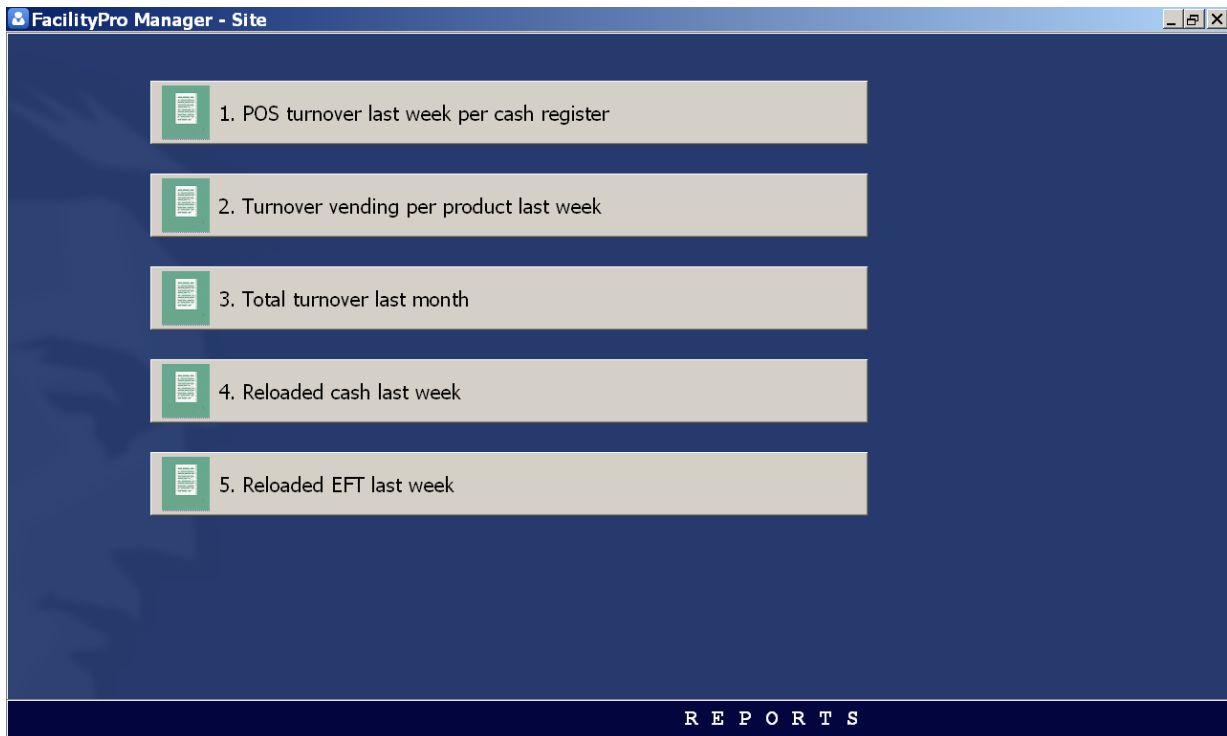 FacilityPro Manager - Site
1. POS turnover last week per cash register
2. Turnover vending per product last week
3. Total turnover last month
4. Reloaded cash last week
5. Reloaded EFT last week
REPORTS